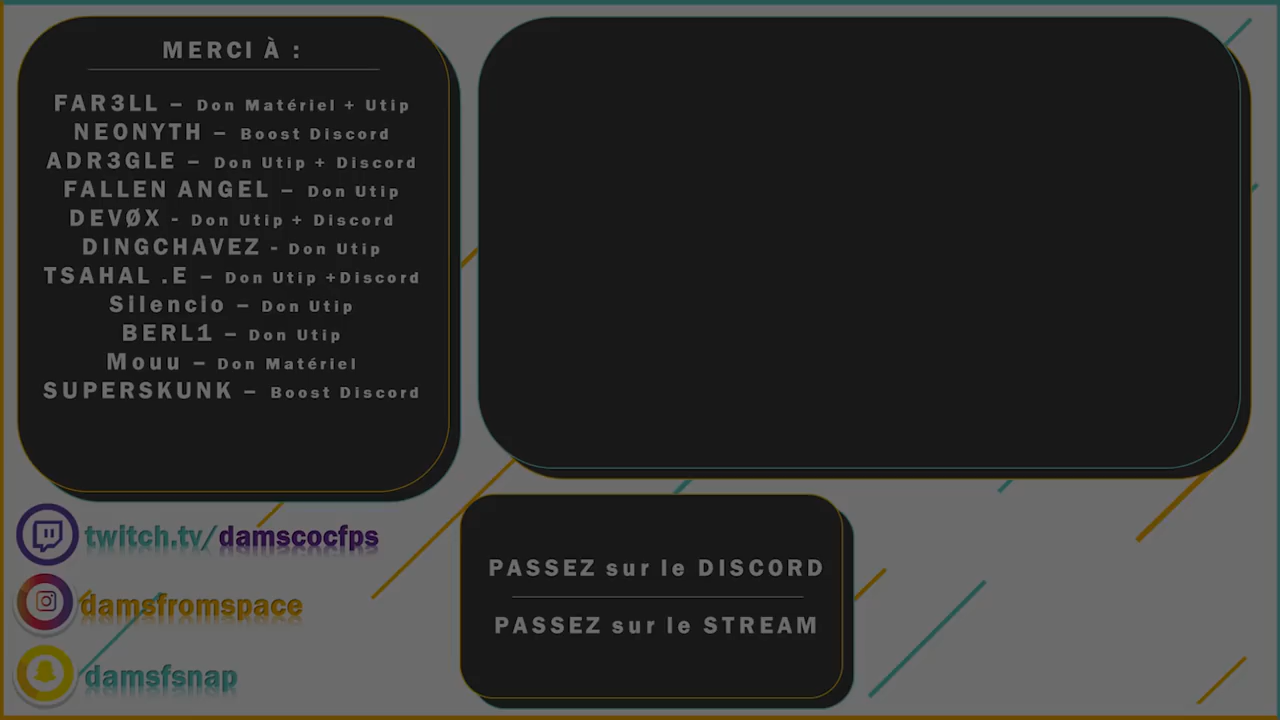 MERCI À :
FAR3LL – Don Matériel + Utip
NEONYTH – Boost Discord
ADR3GLE – Don Utip + Discord
FALLEN ANGEL – Don Utip
DEVØX - Don Utip + Discord
DINGCHAVEZ - Don Utip
TSAHAL .E – Don Utip +Discord
Silencio – Don Utip
BERL1 – Don Utip
Mouu – Don Matériel
SUPERSKUNK – Boost Discord
twitch.tv/damscocfps
damsfromspace
damsfsnap
PASSEZ sur le DISCORD
PASSEZ sur le STREAM